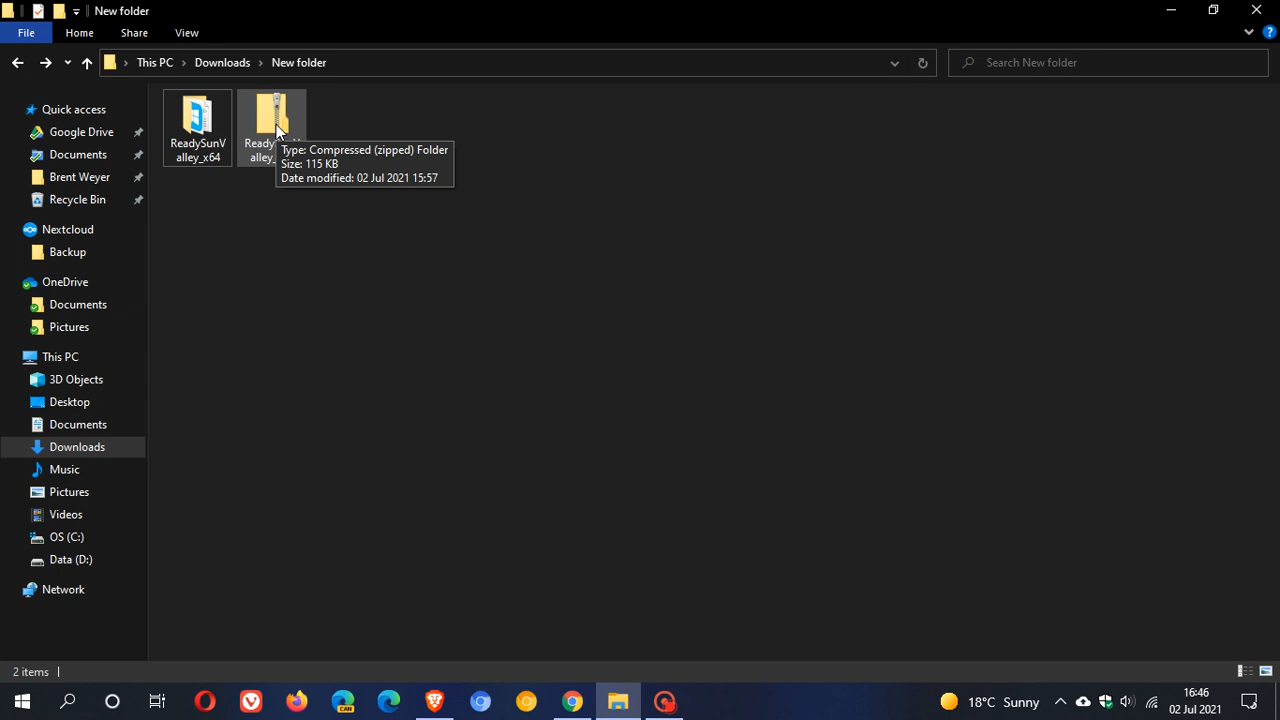 New folder
File Home Share View
This PC Downloads New folder Search New folder
Quick access
Google Drive
Documents
Brent Weyer
Recycle Bin
Nextcloud
Backup
OneDrive
Documents
Pictures
This PC
3D Objects
Desktop
Documents
Downloads
Music
Pictures
Videos
OS (C:)
Data (D:)
Network
ReadySunV
alley_x64
Ready
alley_
Type: Compressed (zipped) Folder
Size: 115 KB
Date modified: 02 Jul 2021 15:57
2 items
CAN
18°C Sunny
16:46
02 Jul 2021